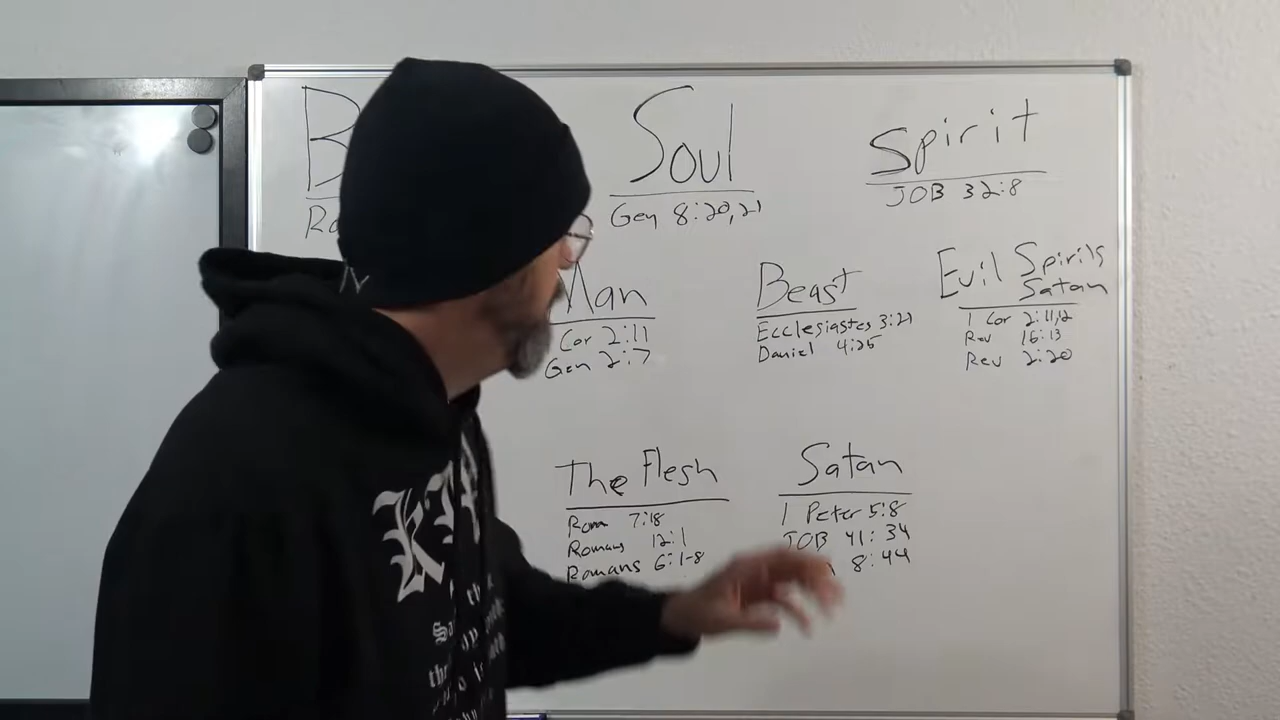 Soul
Gen 8:20,21
Spirit
JOB 32:8
Man
Cor 2:11
Gen 2:7
Beast
Ecclesiastes 3:21
Daniel 4:25
Evil Spirits
Satan
1 Cor 2:11,12
Rev 16:13
Rev 2:20
The Flesh
Rom 7:18
Romans 12:1
Romans 6:1-8
Satan
1 Peter 5:8
JOB 41:34
8:44